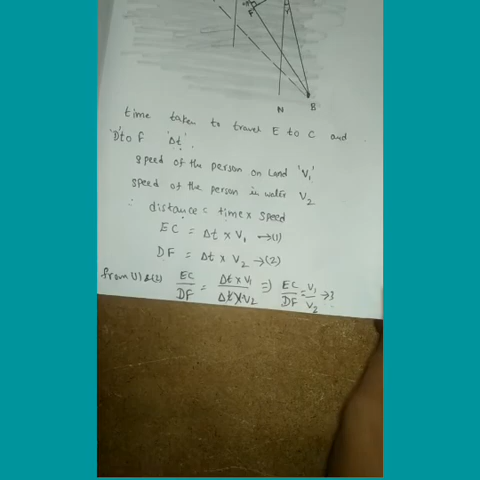 N B
time taken to travel E to C and
'D' to F 'Δt'.
speed of the person on land 'V₁'
speed of the person in water V₂
∴ distance = time x speed
EC = Δt x V₁ →(1)
DF = Δt x V₂ →(2)
from (1) & (2) EC/DF = Δt x V₁/Δt x V₂ ⇒ EC/DF = V₁/V₂ →3